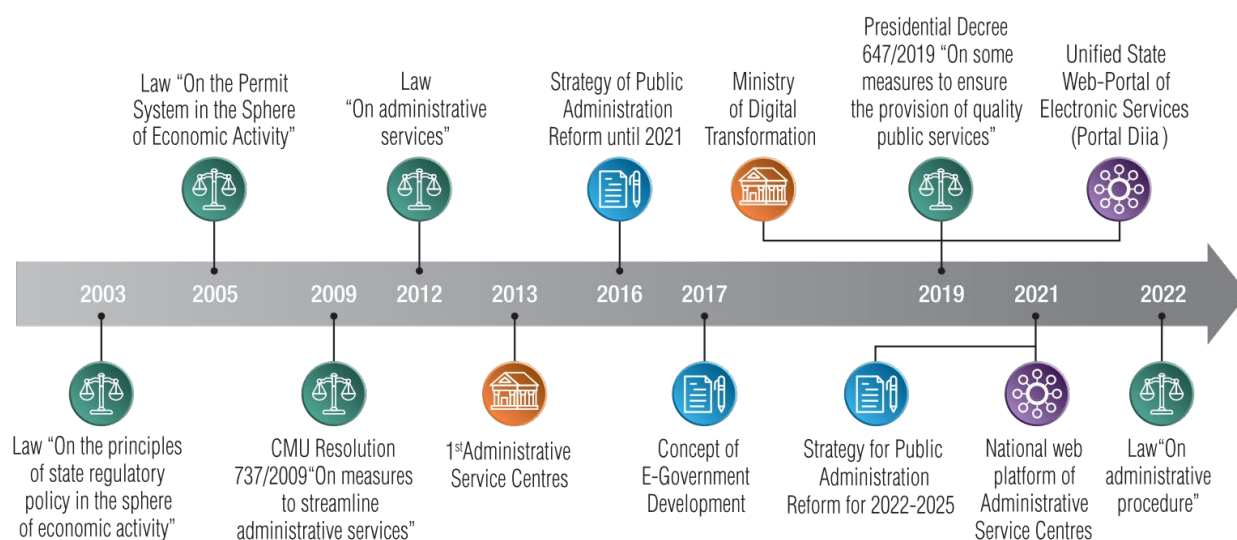 Law “On the Permit
System in the Sphere
of Economic Activity”
Law
“On administrative
services”
Strategy of Public
Administration
Reform until 2021
Ministry
of Digital
Transformation
Presidential Decree
647/2019 “On some
measures to ensure
the provision of quality
public services”
Unified State
Web-Portal of
Electronic Services
(Portal Diia )
2003
2005
2009
2012
2013
2016
2017
2019
2021
2022
Law “On the principles
of state regulatory
policy in the sphere
of economic activity”
CMU Resolution
737/2009“On measures
to streamline
administrative services”
1stAdministrative
Service Centres
Concept of
E-Government
Development
Strategy for Public
Administration
Reform for 2022-2025
National web
platform of
Administrative
Service Centres
Law“On
administrative
procedure”